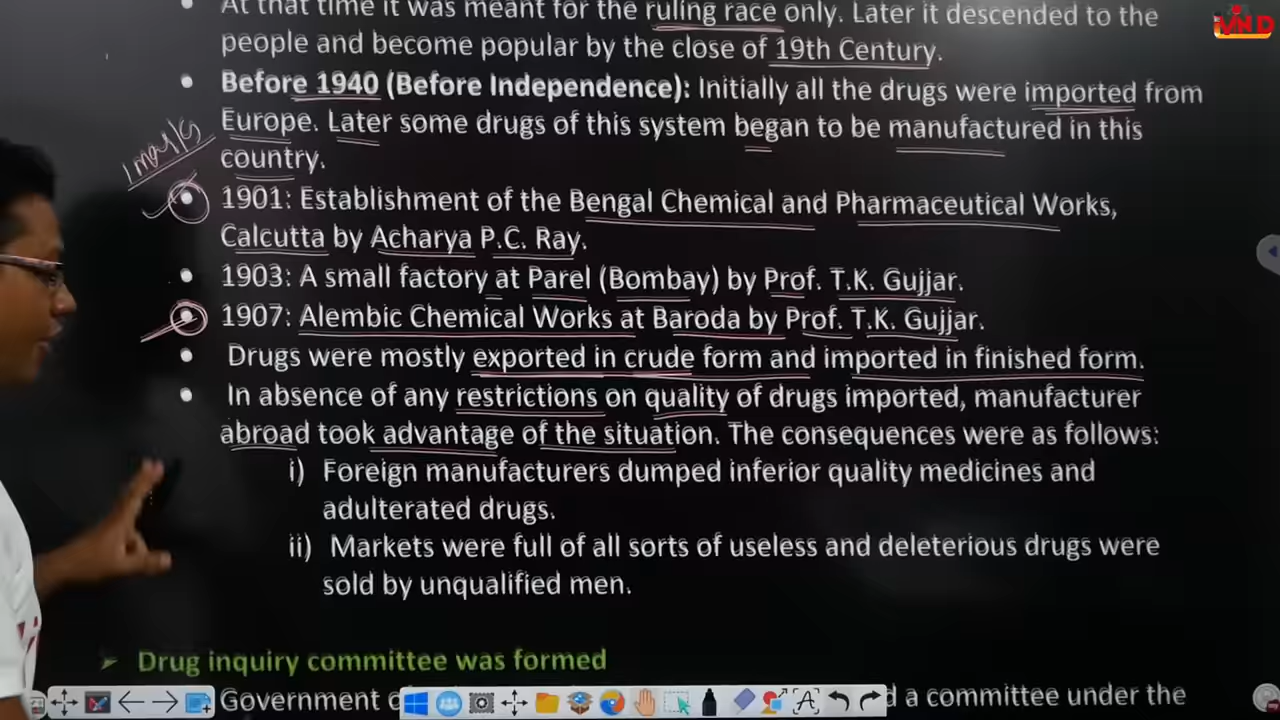 At that time it was meant for the ruling race only. Later it descended to the
people and become popular by the close of 19th Century.
Before 1940 (Before Independence): Initially all the drugs were imported from
Europe. Later some drugs of this system began to be manufactured in this
country.
1901: Establishment of the Bengal Chemical and Pharmaceutical Works,
Calcutta by Acharya P.C. Ray.
1903: A small factory at Parel (Bombay) by Prof. T.K. Gujjar.
1907: Alembic Chemical Works at Baroda by Prof. T.K. Gujjar.
Drugs were mostly exported in crude form and imported in finished form.
In absence of any restrictions on quality of drugs imported, manufacturer
abroad took advantage of the situation. The consequences were as follows:
i) Foreign manufacturers dumped inferior quality medicines and
adulterated drugs.
ii) Markets were full of all sorts of useless and deleterious drugs were
sold by unqualified men.
Drug inquiry committee was formed
Government a committee under the